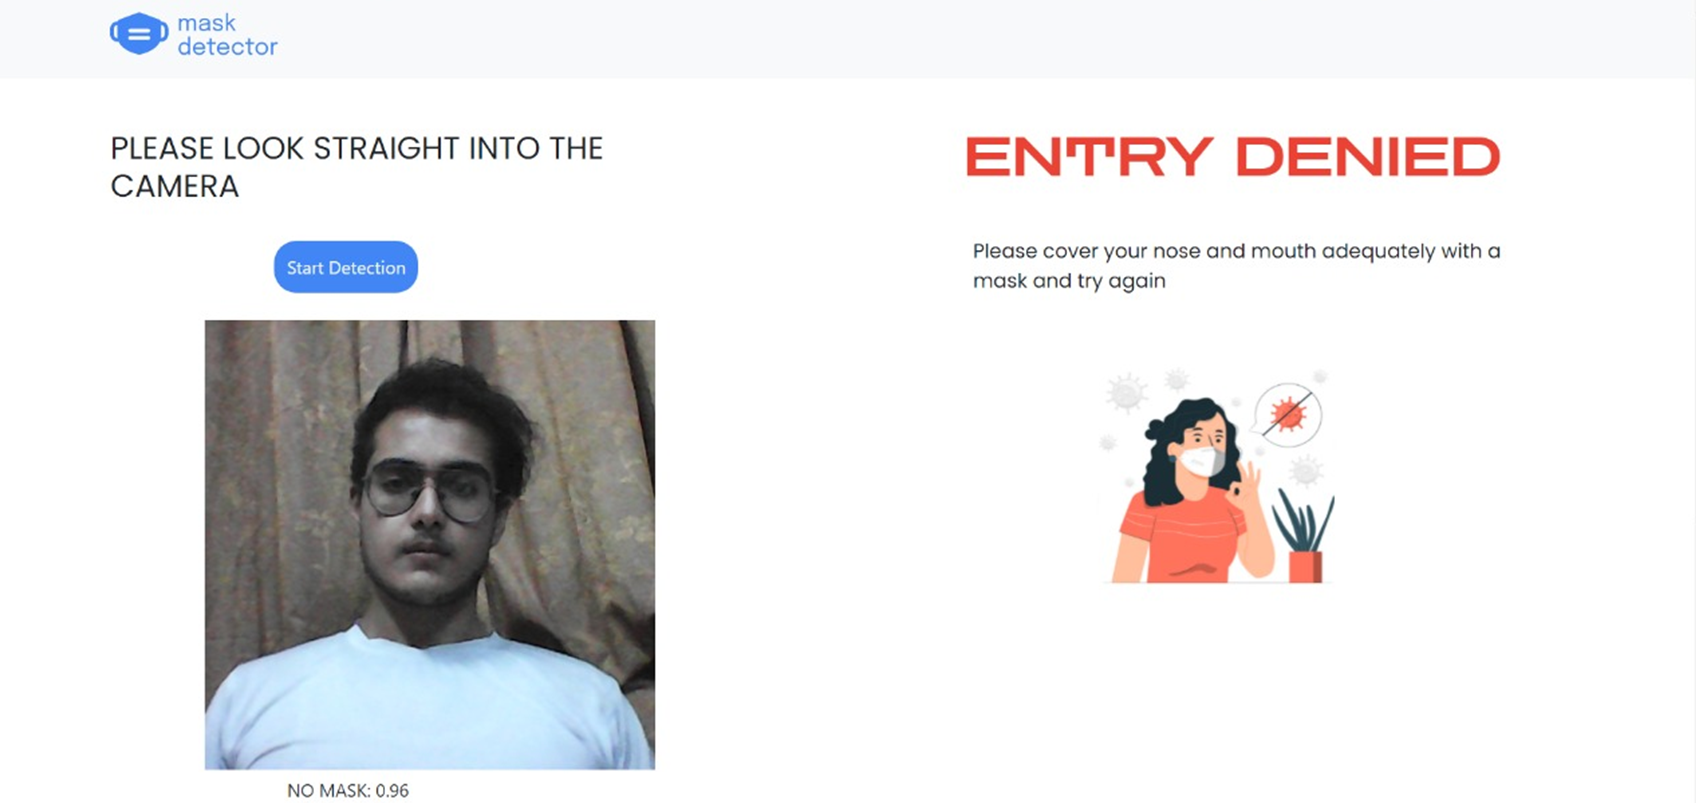 mask
detector
PLEASE LOOK STRAIGHT INTO THE
CAMERA
Start Detection
NO MASK: 0.96
ENTRY DENIED
Please cover your nose and mouth adequately with a
mask and try again